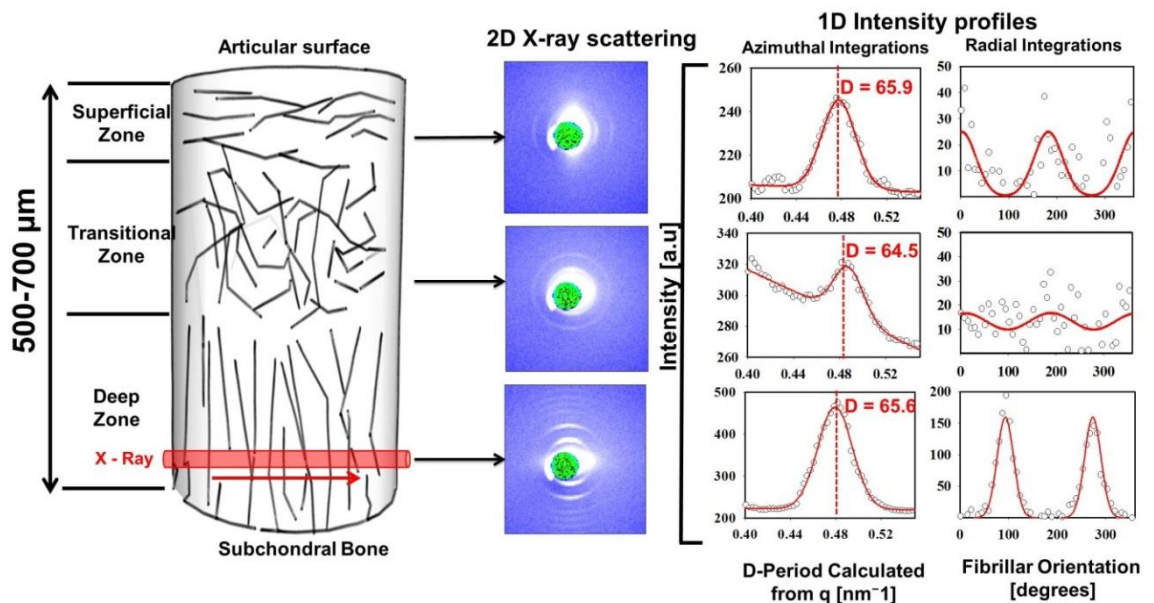 Articular surface
Superficial
Zone
Transitional
Zone
Deep
Zone
X - Ray
500-700 µm
Subchondral Bone
2D X-ray scattering
1D Intensity profiles
Azimuthal Integrations
Radial Integrations
Intensity [a.u]
260
240
220
200
D = 65.9
0.40 0.44 0.48 0.52
50
40
30
20
10
0 100 200 300
340
320
300
280
260
D = 64.5
0.40 0.44 0.48 0.52
50
40
30
20
10
0 100 200 300
500
400
300
200
D = 65.6
0.40 0.44 0.48 0.52
200
150
100
50
0 100 200 300
D-Period Calculated
from q [nm⁻¹]
Fibrillar Orientation
[degrees]